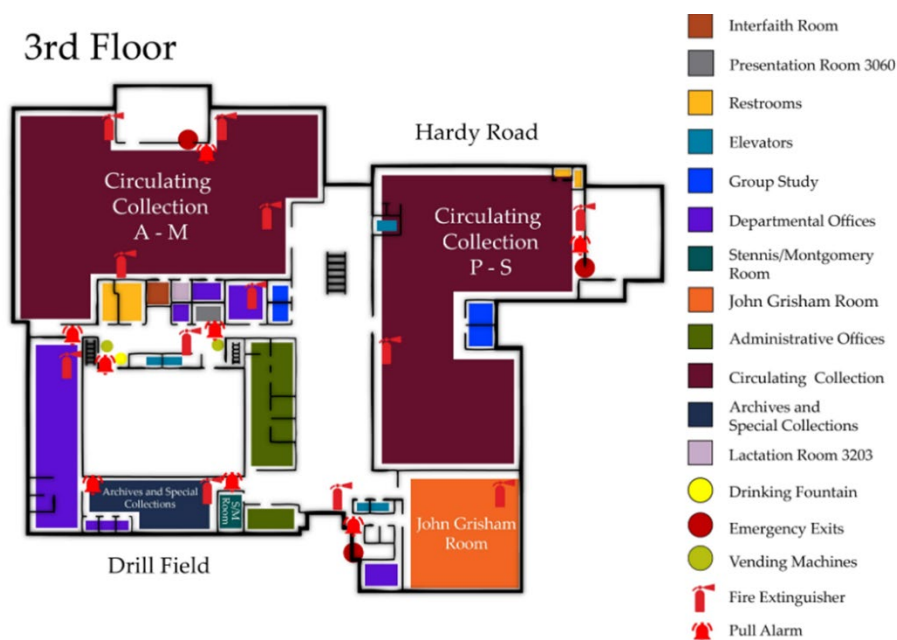 3rd Floor
Hardy Road
Circulating
Collection
A - M
Circulating
Collection
P - S
Archives and Special
Collections
S/M
Room
John Grisham
Room
Drill Field
Interfaith Room
Presentation Room 3060
Restrooms
Elevators
Group Study
Departmental Offices
Stennis/Montgomery
Room
John Grisham Room
Administrative Offices
Circulating Collection
Archives and
Special Collections
Lactation Room 3203
Drinking Fountain
Emergency Exits
Vending Machines
Fire Extinguisher
Pull Alarm